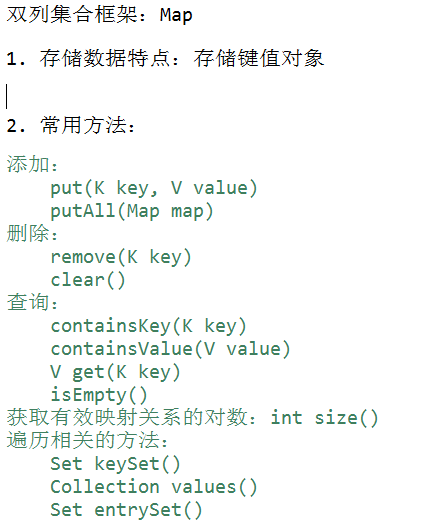 双列集合框架：Map
1. 存储数据特点：存储键值对象
2. 常用方法：
添加：
put(K key, V value)
putAll(Map map)
删除：
remove(K key)
clear()
查询：
containsKey(K key)
containsValue(V value)
V get(K key)
isEmpty()
获取有效映射关系的对数：int size()
遍历相关的方法：
Set keySet()
Collection values()
Set entrySet()